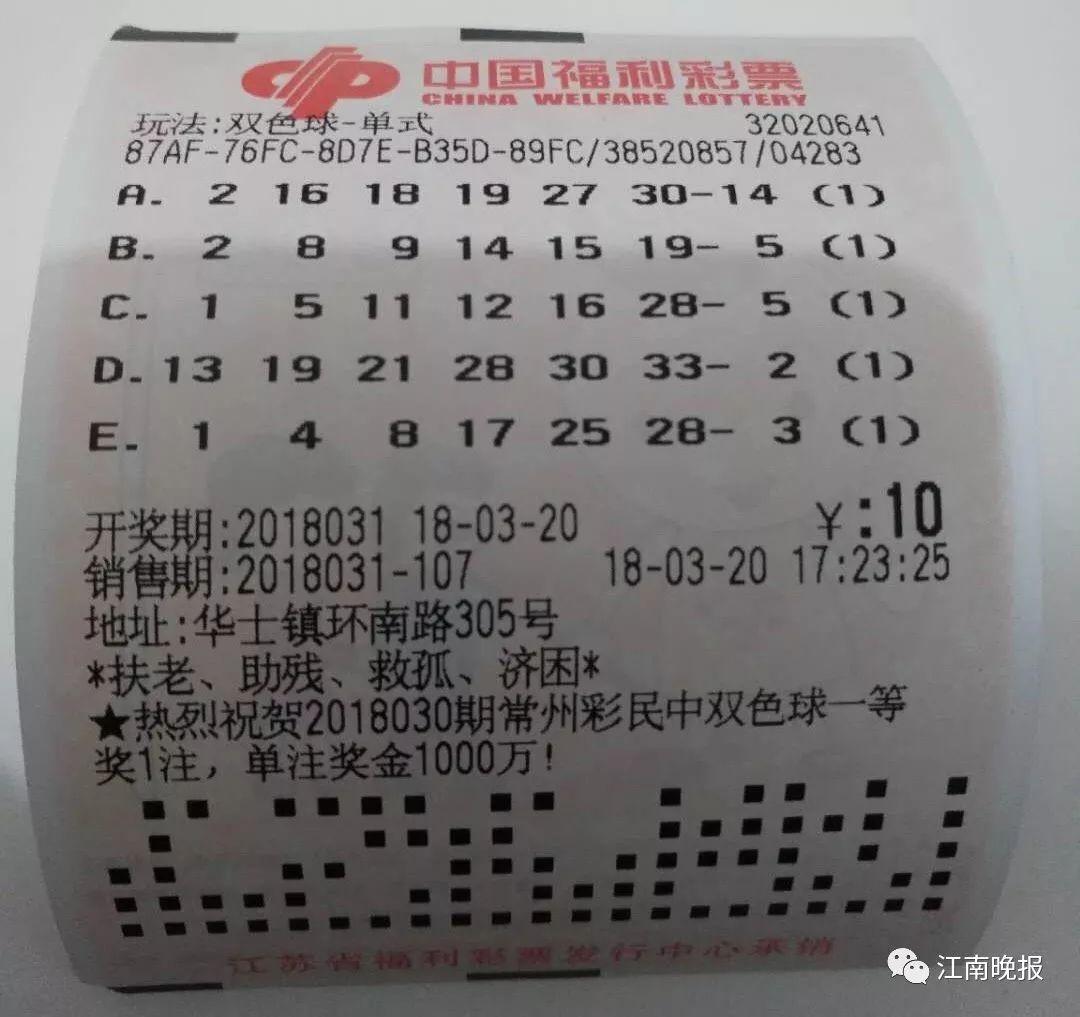 中国福利彩票
CHINA WELFARE LOTTERY
玩法:双色球-单式 32020641
87AF-76FC-8D7E-B35D-89FC/38520857/04283
A. 2 16 18 19 27 30-14 (1)
B. 2 8 9 14 15 19- 5 (1)
C. 1 5 11 12 16 28- 5 (1)
D. 13 19 21 28 30 33- 2 (1)
E. 1 4 8 17 25 28- 3 (1)
¥:10
开奖期:2018031 18-03-20
销售期:2018031-107 18-03-20 17:23:25
地址:华士镇环南路305号
*扶老、助残、救孤、济困*
★热烈祝贺2018030期常州彩民中双色球一等
奖1注，单注奖金1000万!
江苏省福利彩票发行中心承销
江南晚报